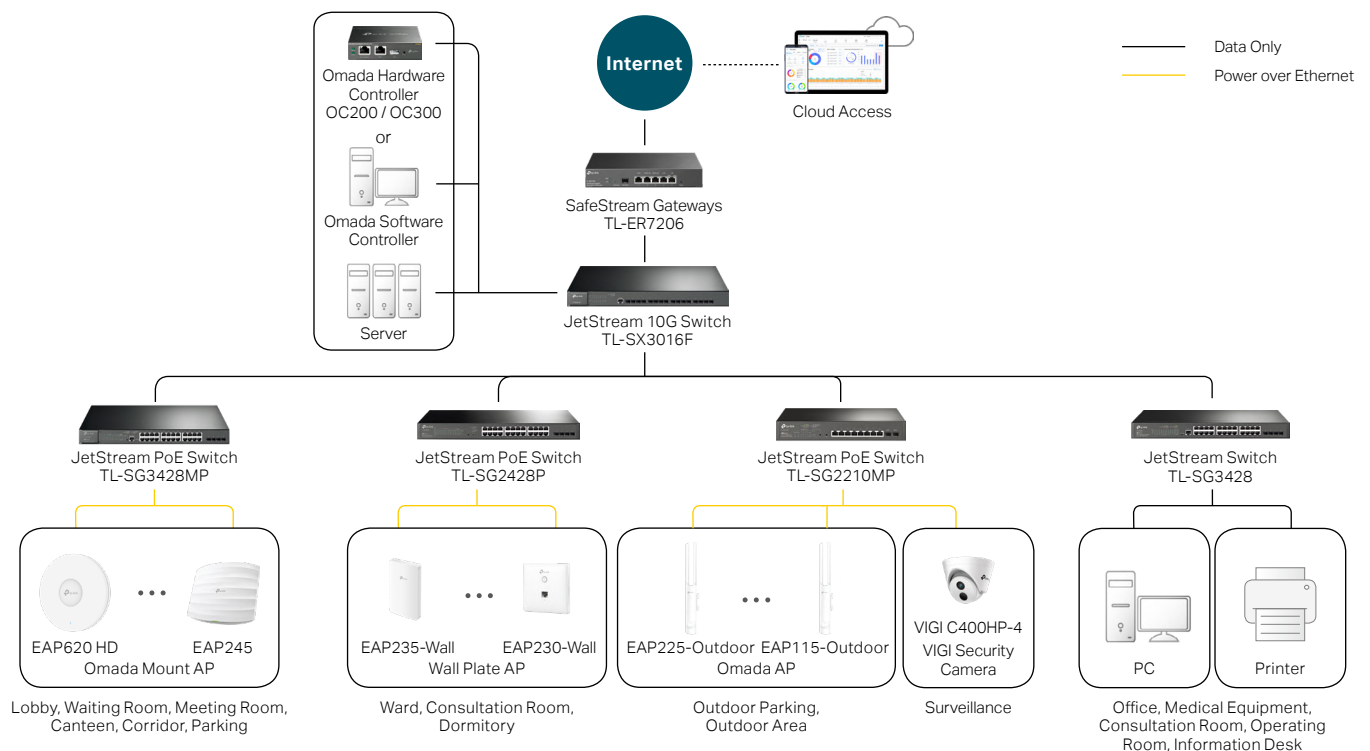 Omada Hardware
Controller
OC200 / OC300
or
Omada Software
Controller
Server
Internet
Cloud Access
Data Only
Power over Ethernet
SafeStream Gateways
TL-ER7206
JetStream 10G Switch
TL-SX3016F
JetStream PoE Switch
TL-SG3428MP
JetStream PoE Switch
TL-SG2428P
JetStream PoE Switch
TL-SG2210MP
JetStream Switch
TL-SG3428
EAP620 HD
EAP245
Omada Mount AP
EAP235-Wall
EAP230-Wall
Wall Plate AP
EAP225-Outdoor
EAP115-Outdoor
Omada AP
VIGI C400HP-4
VIGI Security
Camera
PC
Printer
Lobby, Waiting Room, Meeting Room,
Canteen, Corridor, Parking
Ward, Consultation Room,
Dormitory
Outdoor Parking,
Outdoor Area
Surveillance
Office, Medical Equipment,
Consultation Room, Operating
Room, Information Desk